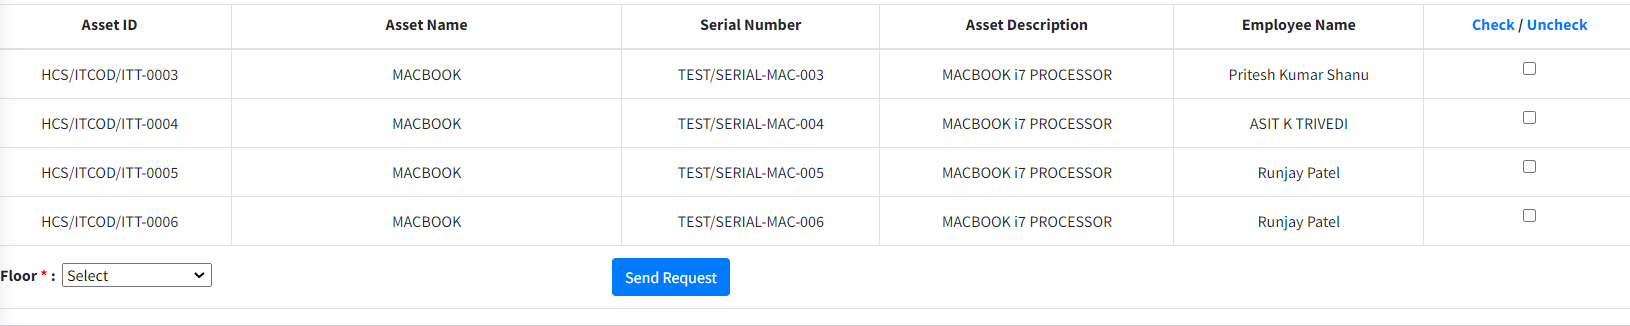 Asset ID Asset Name Serial Number Asset Description Employee Name Check / Uncheck
HCS/ITCOD/ITT-0003 MACBOOK TEST/SERIAL-MAC-003 MACBOOK i7 PROCESSOR Pritesh Kumar Shanu
HCS/ITCOD/ITT-0004 MACBOOK TEST/SERIAL-MAC-004 MACBOOK i7 PROCESSOR ASIT K TRIVEDI
HCS/ITCOD/ITT-0005 MACBOOK TEST/SERIAL-MAC-005 MACBOOK i7 PROCESSOR Runjay Patel
HCS/ITCOD/ITT-0006 MACBOOK TEST/SERIAL-MAC-006 MACBOOK i7 PROCESSOR Runjay Patel
Floor * : Select Send Request